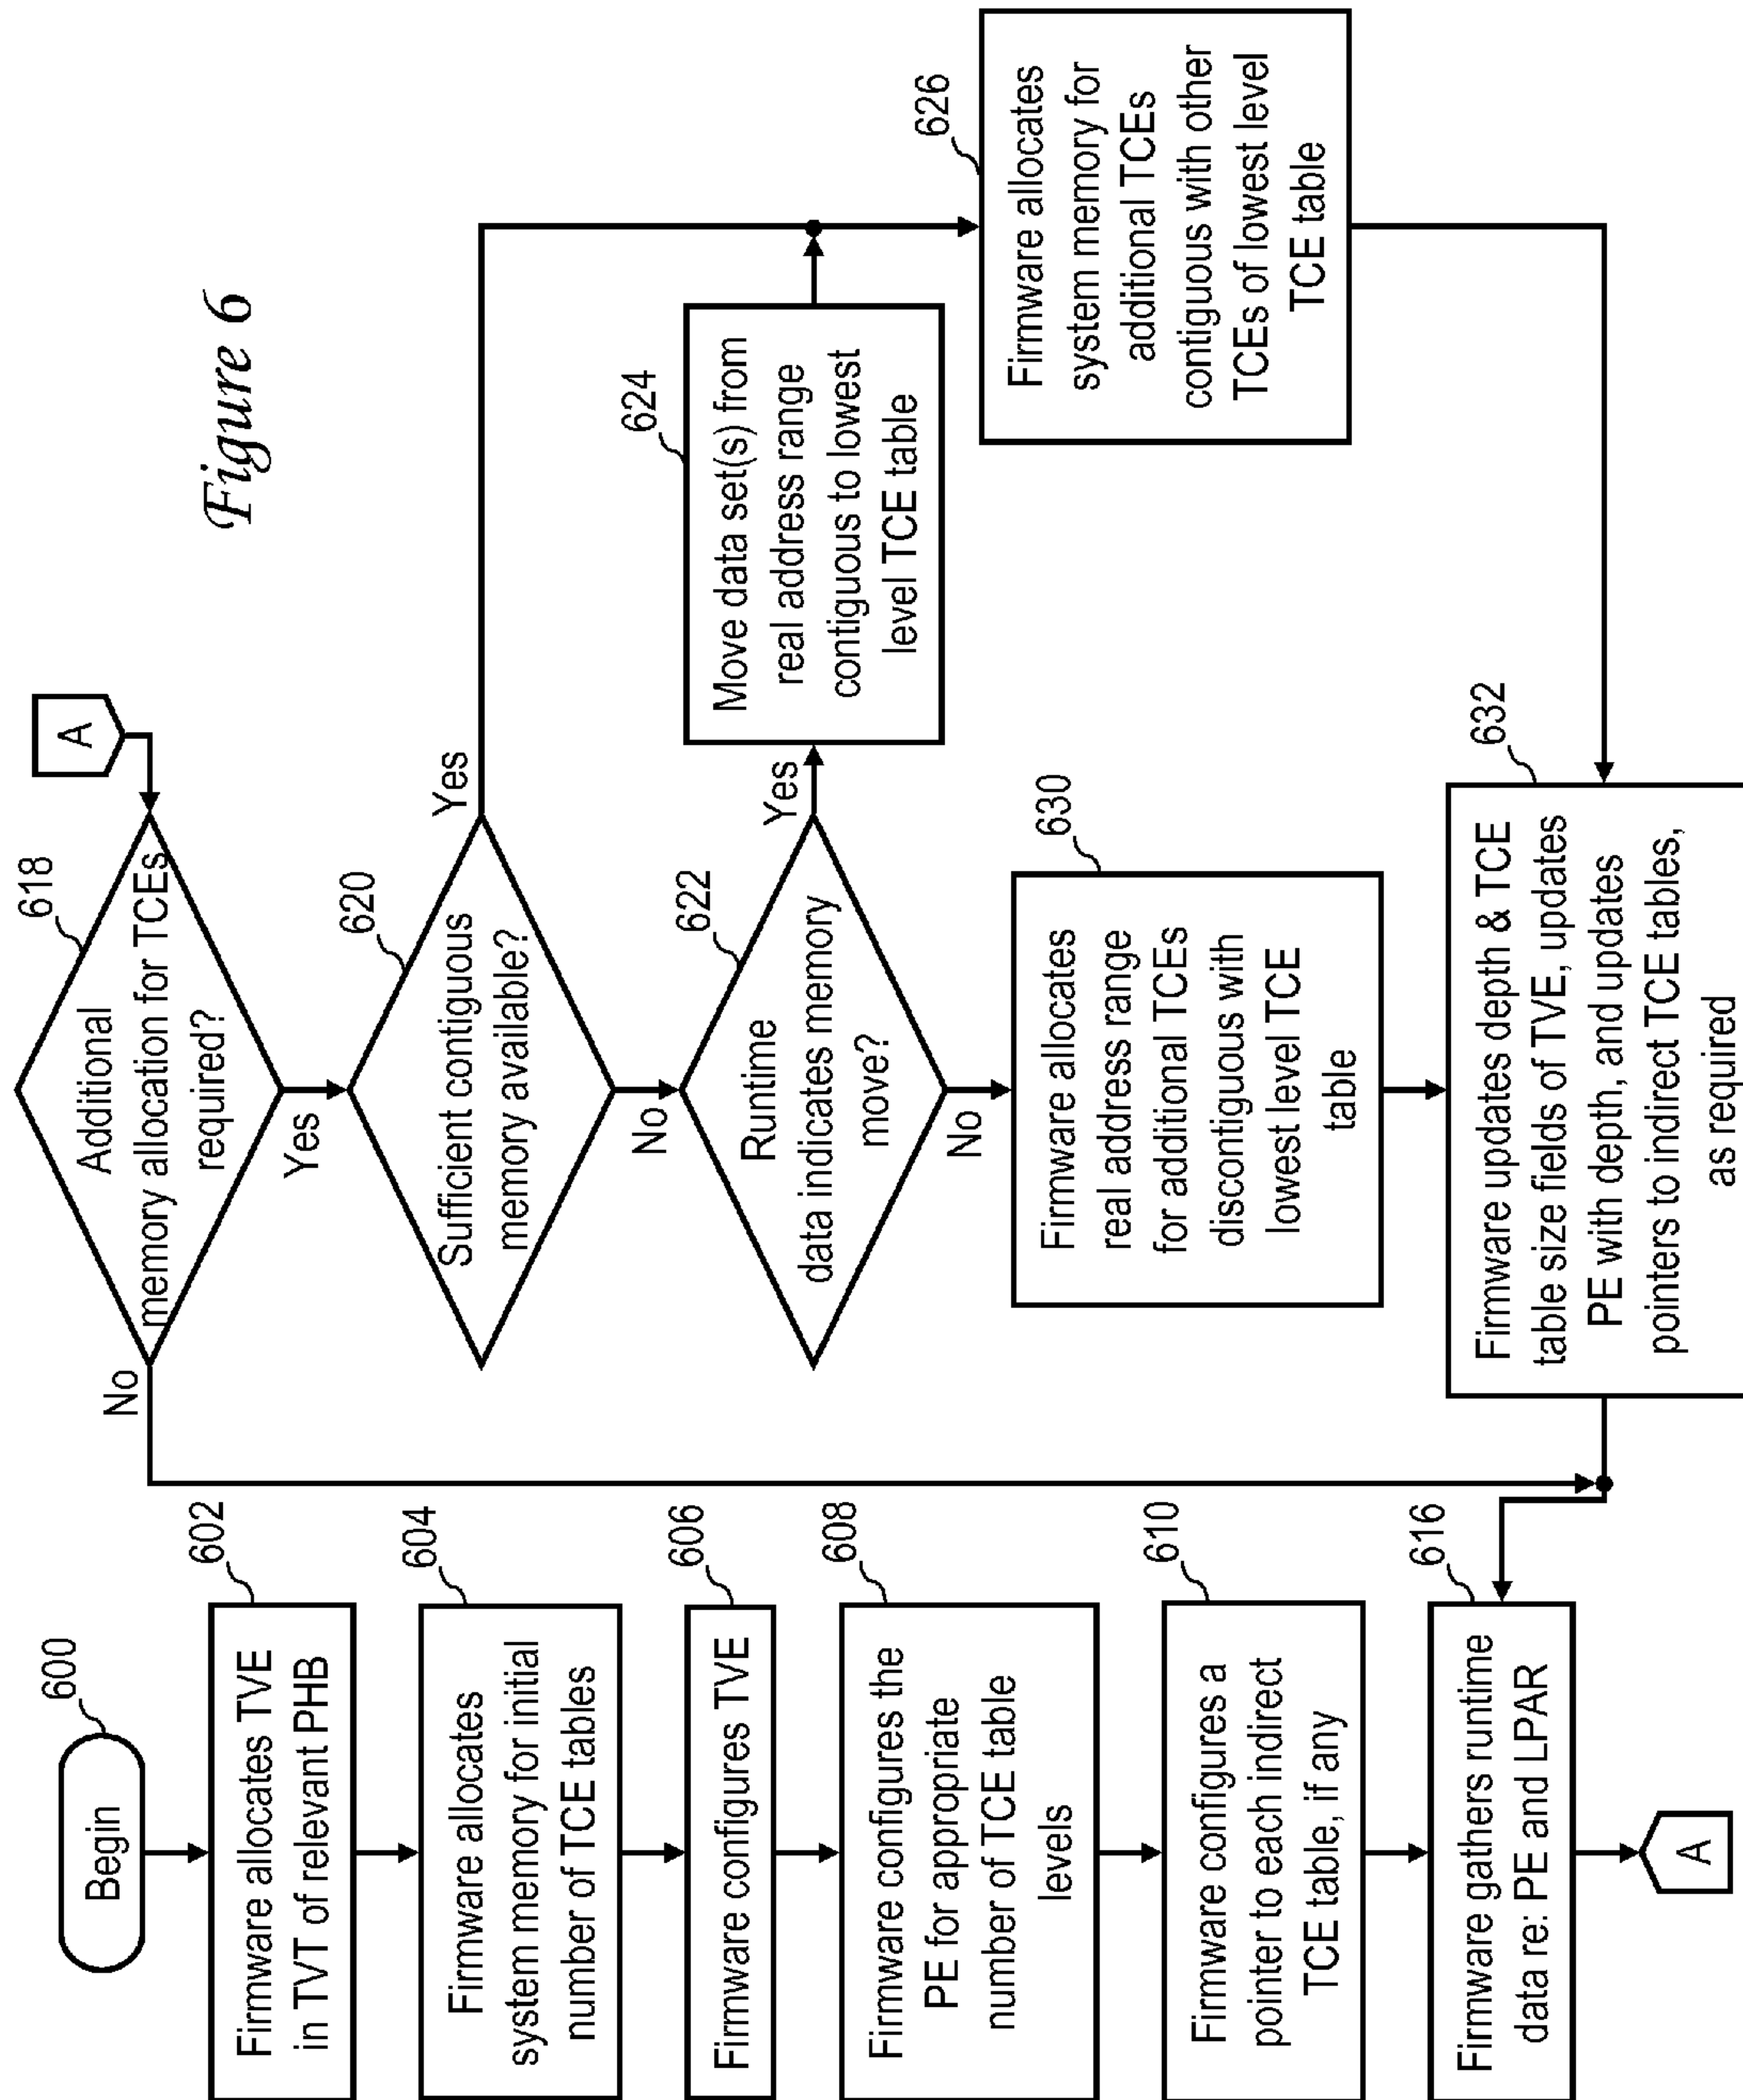 600
Begin
602
Firmware allocates TVE
in TVT of relevant PHB
604
Firmware allocates
system memory for initial
number of TCE tables
606
Firmware configures TVE
608
Firmware configures the
PE for appropriate
number of TCE table
levels
610
Firmware configures a
pointer to each indirect
TCE table, if any
616
Firmware gathers runtime
data re: PE and LPAR
A
A
618
Additional
memory allocation for TCEs
required?
No
Yes
620
Sufficient contiguous
memory available?
Yes
No
622
Runtime
data indicates memory
move?
Yes
No
624
Move data set(s) from
real address range
contiguous to lowest
level TCE table
626
Firmware allocates
system memory for
additional TCEs
contiguous with other
TCEs of lowest level
TCE table
630
Firmware allocates
real address range
for additional TCEs
discontiguous with
lowest level TCE
table
632
Firmware updates depth & TCE
table size fields of TVE, updates
PE with depth, and updates
pointers to indirect TCE tables,
as required
Figure 6